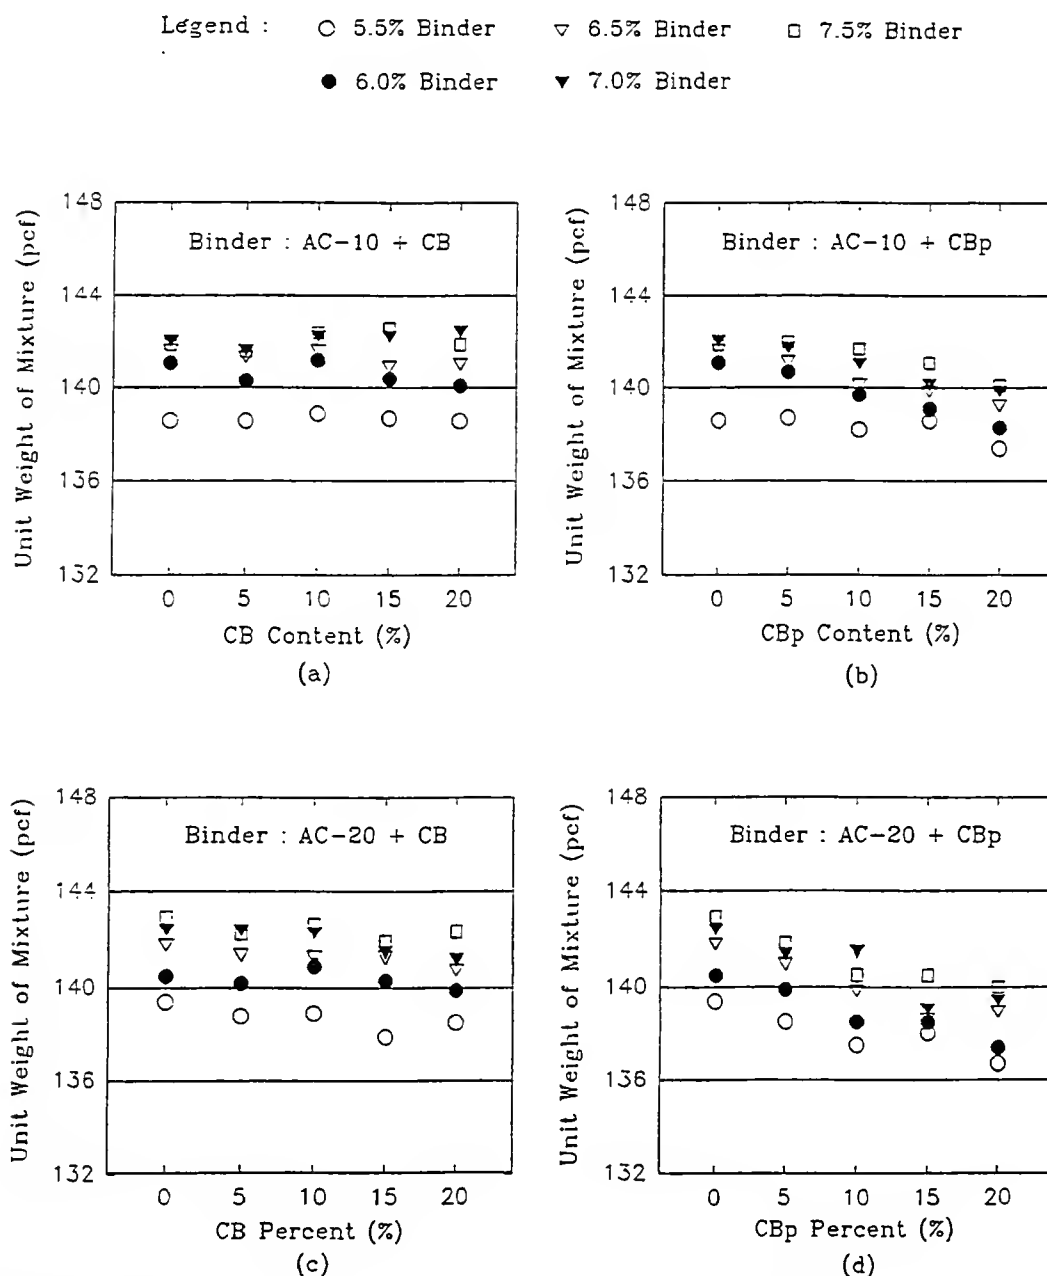 Legend : 5.5% Binder 6.5% Binder 7.5% Binder
6.0% Binder 7.0% Binder
Unit Weight of Mixture (pcf)
148
144
140
136
132
Binder : AC-10 + CB
0 5 10 15 20
CB Content (%)
(a)
Unit Weight of Mixture (pcf)
148
144
140
136
132
Binder : AC-10 + CBp
0 5 10 15 20
CBp Content (%)
(b)
Unit Weight of Mixture (pcf)
148
144
140
136
132
Binder : AC-20 + CB
0 5 10 15 20
CB Percent (%)
(c)
Unit Weight of Mixture (pcf)
148
144
140
136
132
Binder : AC-20 + CBp
0 5 10 15 20
CBp Percent (%)
(d)